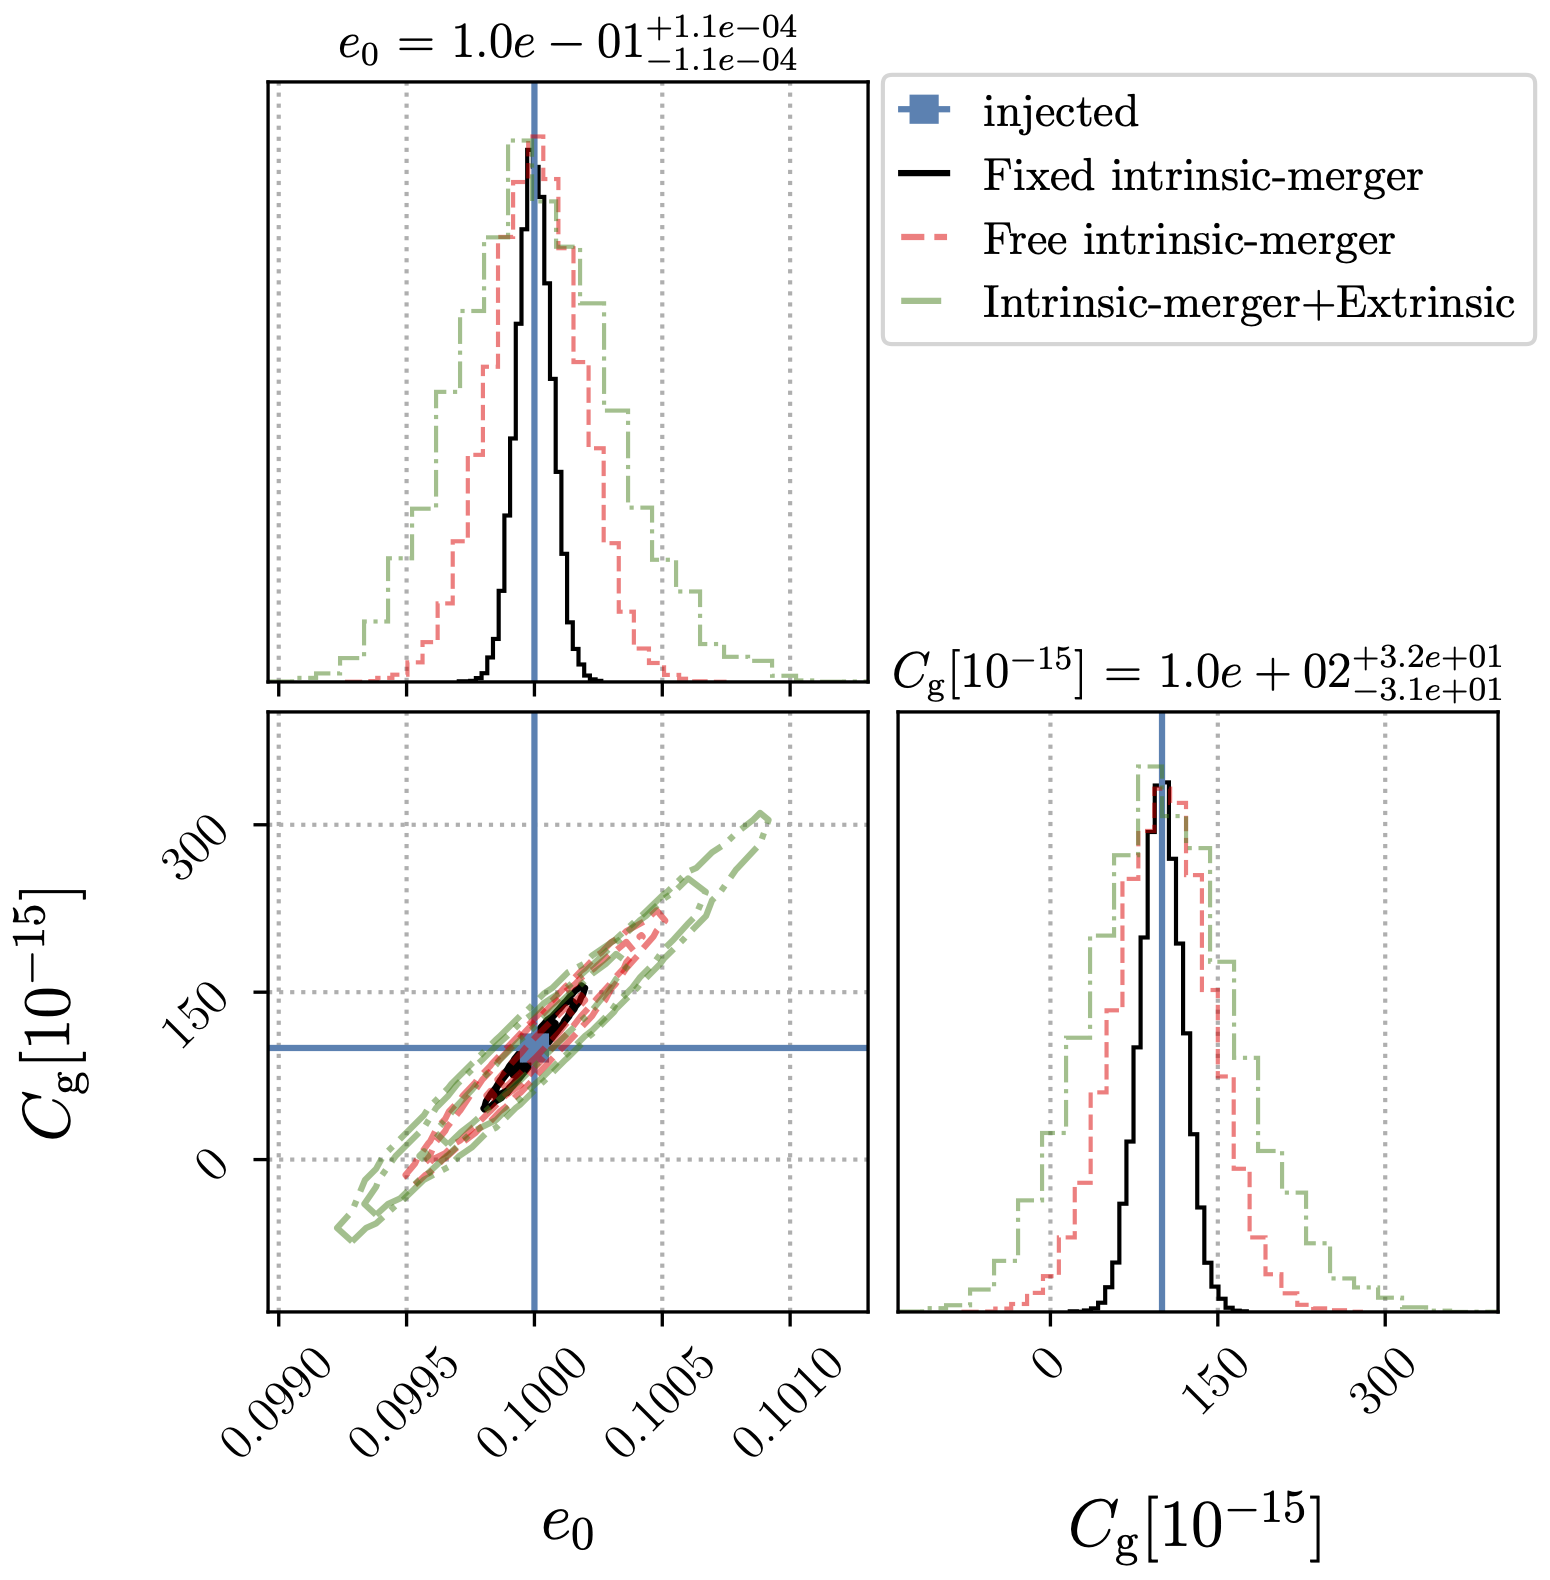 e₀ = 1.0e − 01 +1.1e−04 −1.1e−04
injected
Fixed intrinsic-merger
Free intrinsic-merger
Intrinsic-merger+Extrinsic
C_g[10⁻¹⁵] = 1.0e + 02 +3.2e+01 −3.1e+01
C_g[10⁻¹⁵]
300
150
0
0.0990 0.0995 0.1000 0.1005 0.1010
e₀
0 150 300
C_g[10⁻¹⁵]